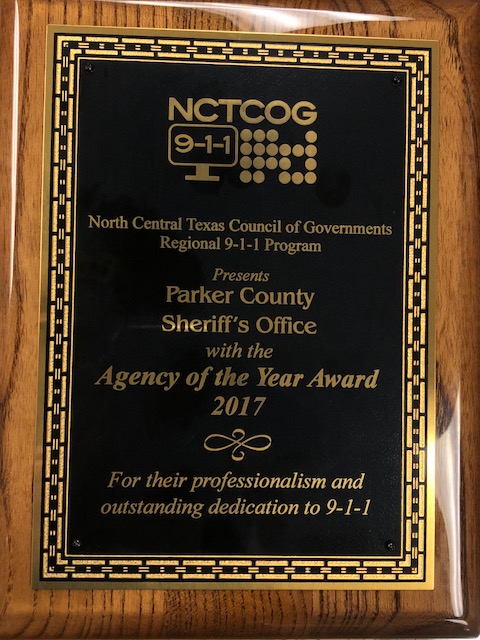 NCTCOG
9-1-1
North Central Texas Council of Governments
Regional 9-1-1 Program
Presents
Parker County
Sheriff's Office
with the
Agency of the Year Award
2017
For their professionalism and
outstanding dedication to 9-1-1